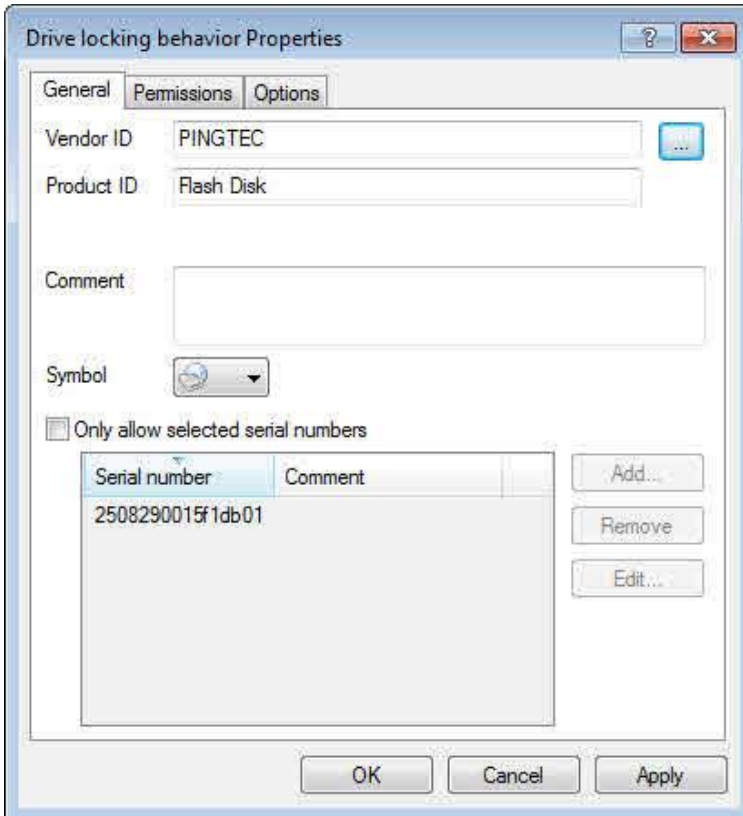 Drive locking behavior Properties
General Permissions Options
Vendor ID PINGTEC ...
Product ID Flash Disk
Comment
Symbol
Only allow selected serial numbers
Serial number Comment Add...
2508290015f1db01
Remove
Edit...
OK Cancel Apply